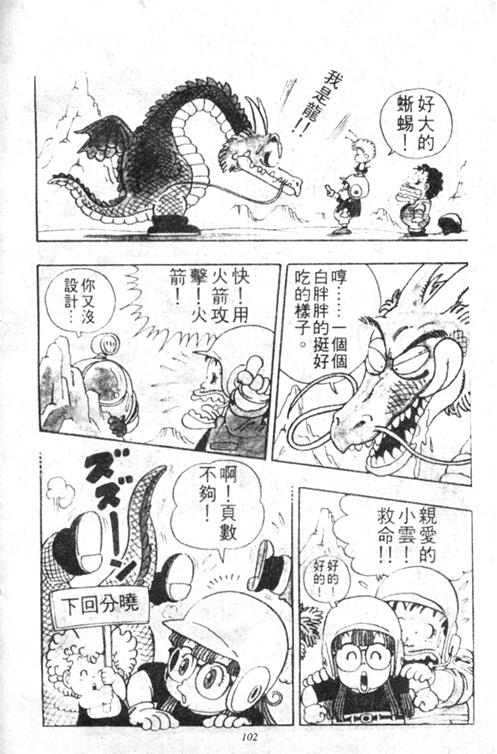 好大的
蜥蜴！
我是龍!!
哼……一個個
白胖胖的挺好
吃的樣子。
快！用
火箭攻
擊！火
箭！
你又沒
設計…
親愛的
小雲！
救命!!
好的！
好的！
啊！頁數
不夠！
ズズーン
下回分曉
102